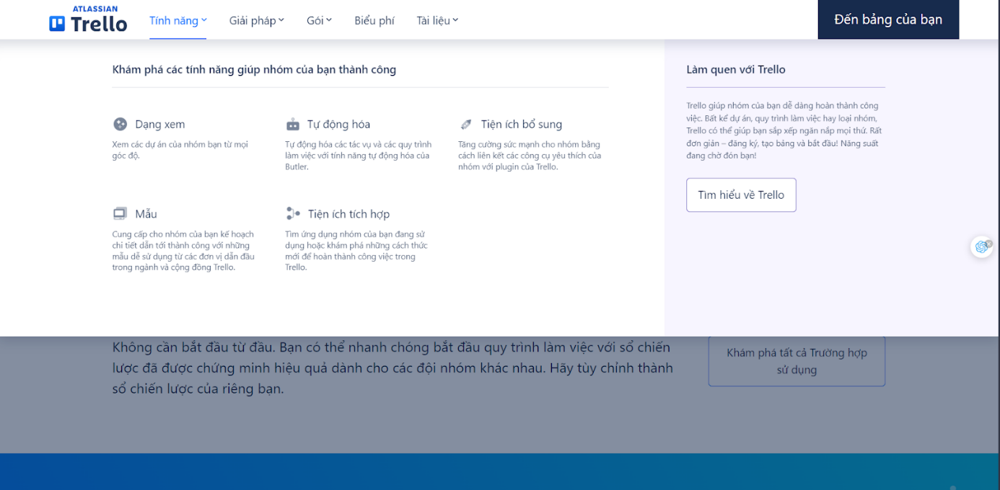 ATLASSIAN
Trello
Tính năng
Giải pháp
Gói
Biểu phí
Tài liệu
Đến bảng của bạn
Khám phá các tính năng giúp nhóm của bạn thành công
Dạng xem
Xem các dự án của nhóm bạn từ mọi
góc độ.
Tự động hóa
Tự động hóa các tác vụ và các quy trình
làm việc với tính năng tự động hóa của
Butler.
Tiện ích bổ sung
Tăng cường sức mạnh cho nhóm bằng
cách liên kết các công cụ yêu thích của
nhóm với plugin của Trello.
Mẫu
Cung cấp cho nhóm của bạn kế hoạch
chi tiết dẫn tới thành công với những
mẫu dễ sử dụng từ các đơn vị dẫn đầu
trong ngành và cộng đồng Trello.
Tiện ích tích hợp
Tìm ứng dụng nhóm của bạn đang sử
dụng hoặc khám phá những cách thức
mới để hoàn thành công việc trong
Trello.
Làm quen với Trello
Trello giúp nhóm của bạn dễ dàng hoàn thành công
việc. Bất kể dự án, quy trình làm việc hay loại nhóm,
Trello có thể giúp bạn sắp xếp ngăn nắp mọi thứ. Rất
đơn giản – đăng ký, tạo bảng và bắt đầu! Năng suất
đang chờ đón bạn!
Tìm hiểu về Trello
Không cần bắt đầu từ đầu. Bạn có thể nhanh chóng bắt đầu quy trình làm việc với sổ chiến
lược đã được chứng minh hiệu quả dành cho các đội nhóm khác nhau. Hãy tùy chỉnh thành
sổ chiến lược của riêng bạn.
Khám phá tất cả Trường hợp
sử dụng